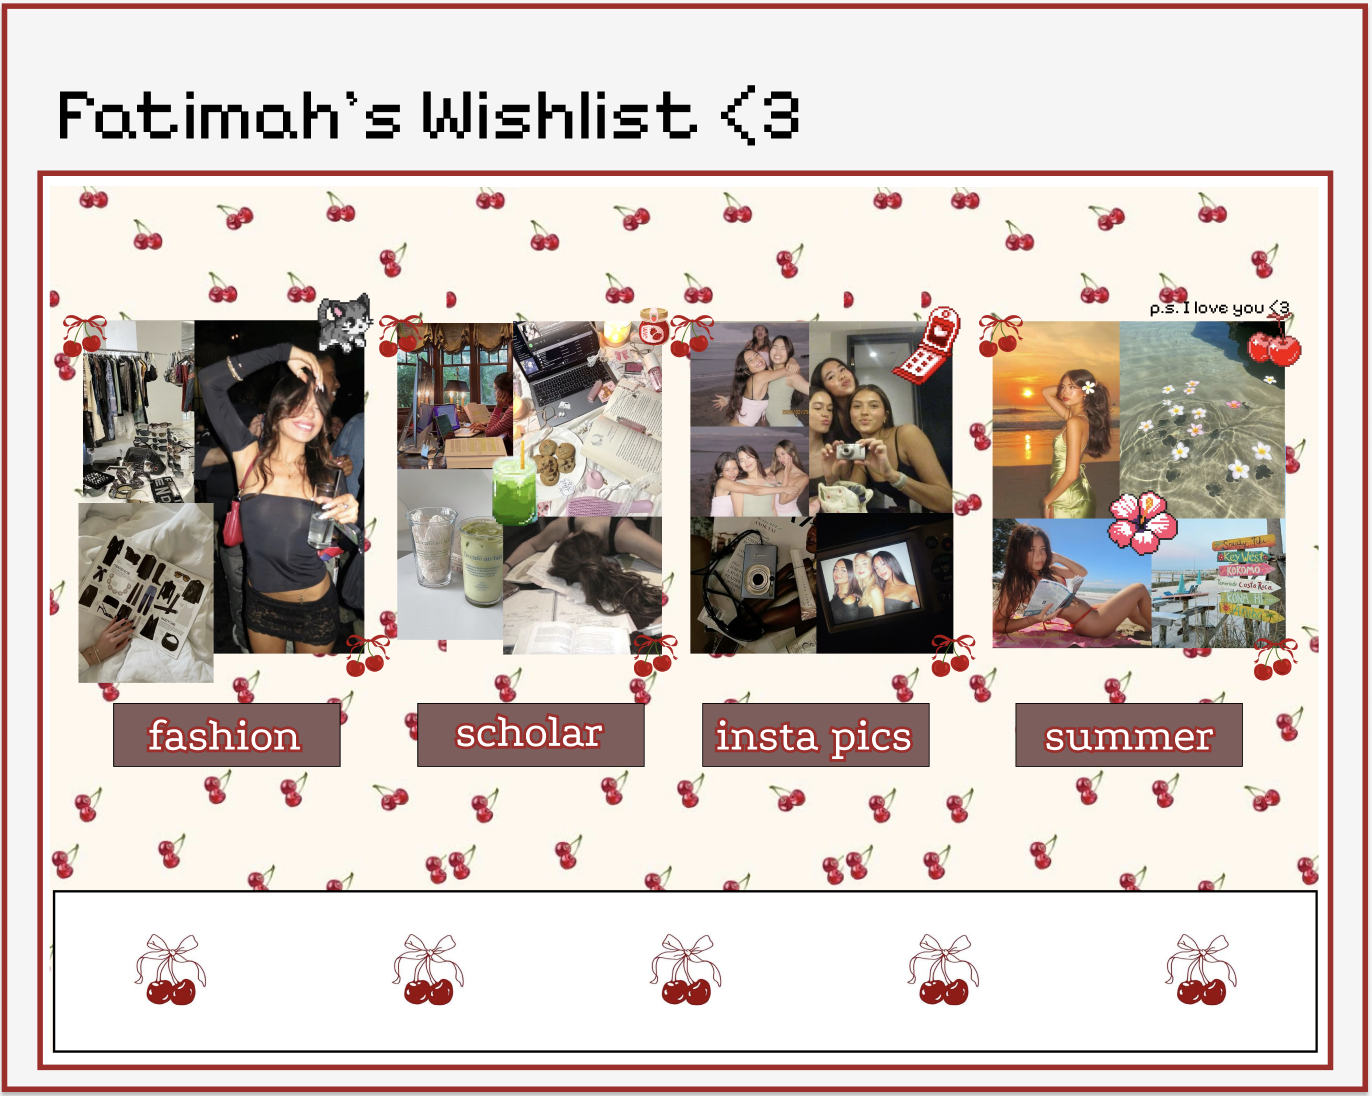 Fatimah's Wishlist <3
p.s. I love you <3
fashion
scholar
insta pics
summer
Key West
KOKOMO
Costa Rica